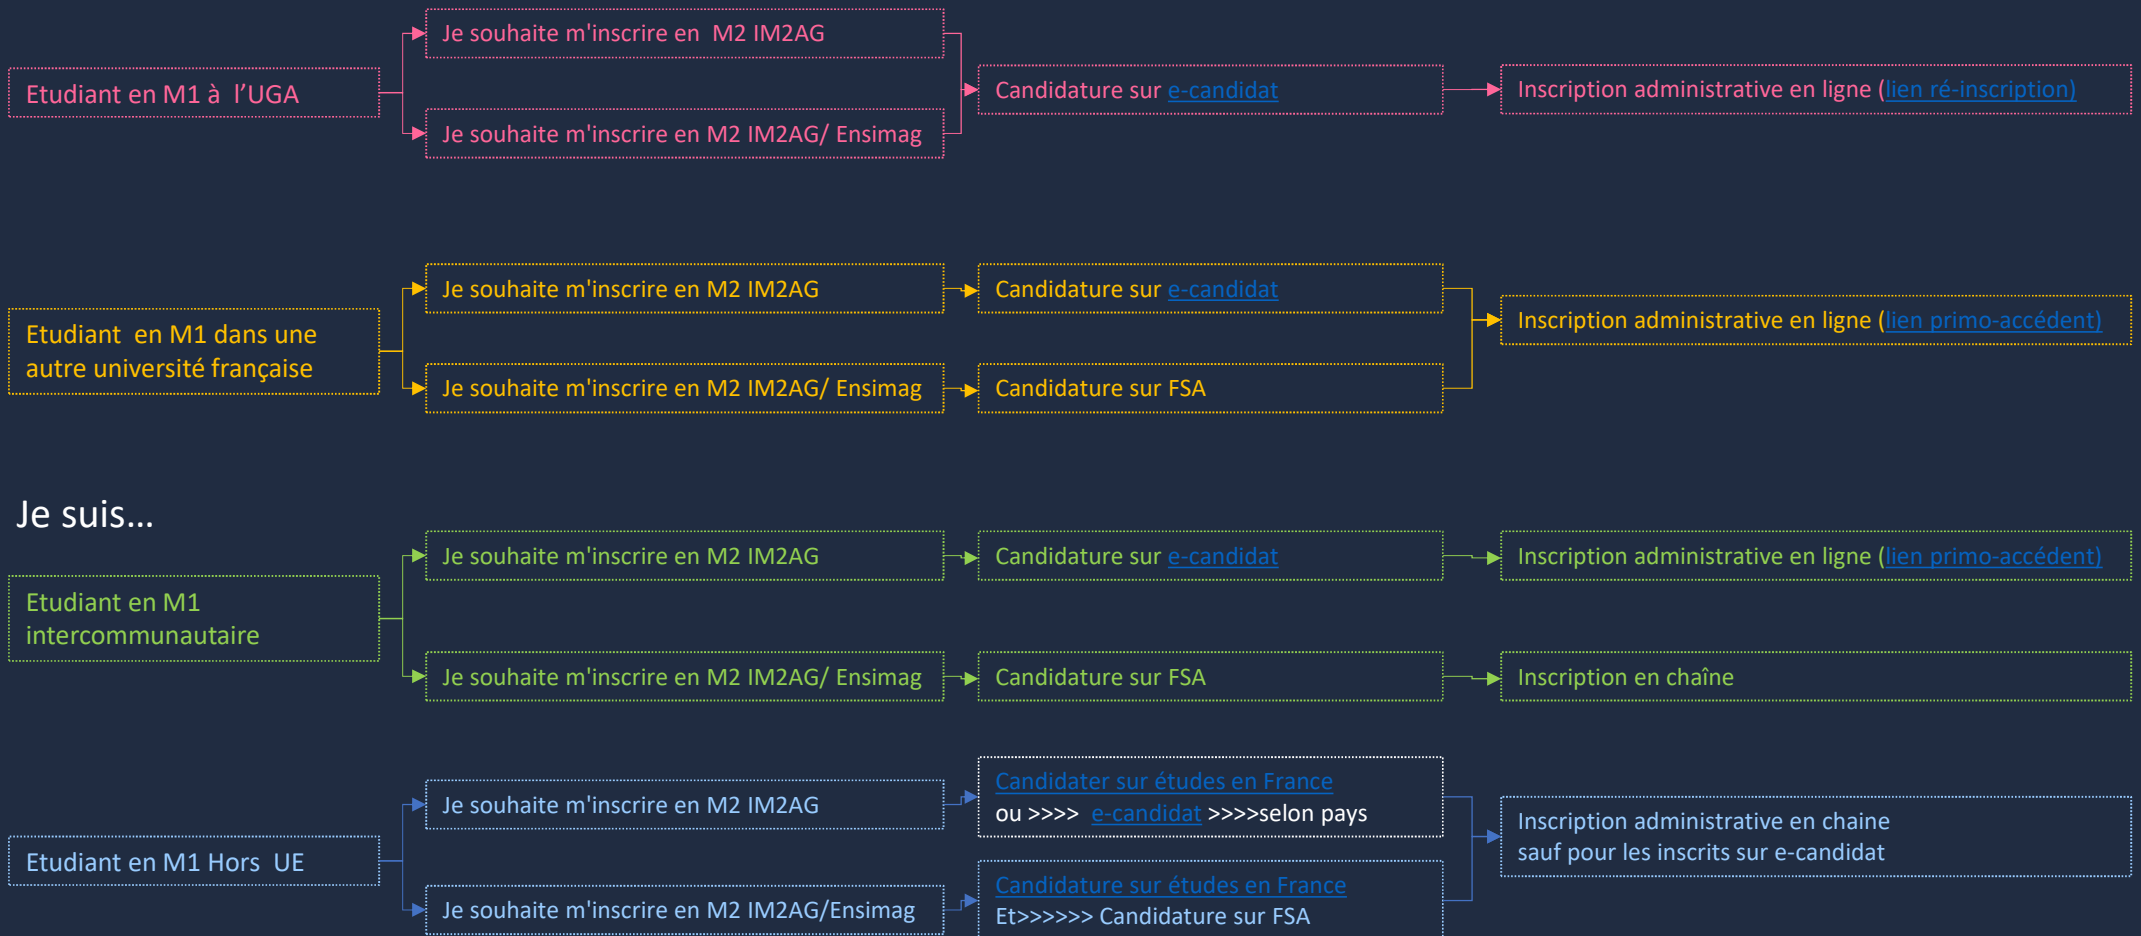 Je souhaite m'inscrire en  M2 IM2AG
Etudiant en M1 à  l’UGA
Candidature sur e-candidat
Inscription administrative en ligne (lien ré-inscription)
Je souhaite m'inscrire en M2 IM2AG/ Ensimag
Je souhaite m'inscrire en M2 IM2AG
Candidature sur e-candidat
Etudiant  en M1 dans une
autre université française
Inscription administrative en ligne (lien primo-accédent)
Je souhaite m'inscrire en M2 IM2AG/ Ensimag
Candidature sur FSA
Je suis…
Je souhaite m'inscrire en M2 IM2AG
Candidature sur e-candidat
Inscription administrative en ligne (lien primo-accédent)
Etudiant en M1
intercommunautaire
Je souhaite m'inscrire en M2 IM2AG/ Ensimag
Candidature sur FSA
Inscription en chaîne
Je souhaite m'inscrire en M2 IM2AG
Candidater sur études en France
ou >>>>  e-candidat >>>>selon pays
Etudiant en M1 Hors  UE
Inscription administrative en chaine
sauf pour les inscrits sur e-candidat
Je souhaite m'inscrire en M2 IM2AG/Ensimag
Candidature sur études en France
Et>>>>>> Candidature sur FSA